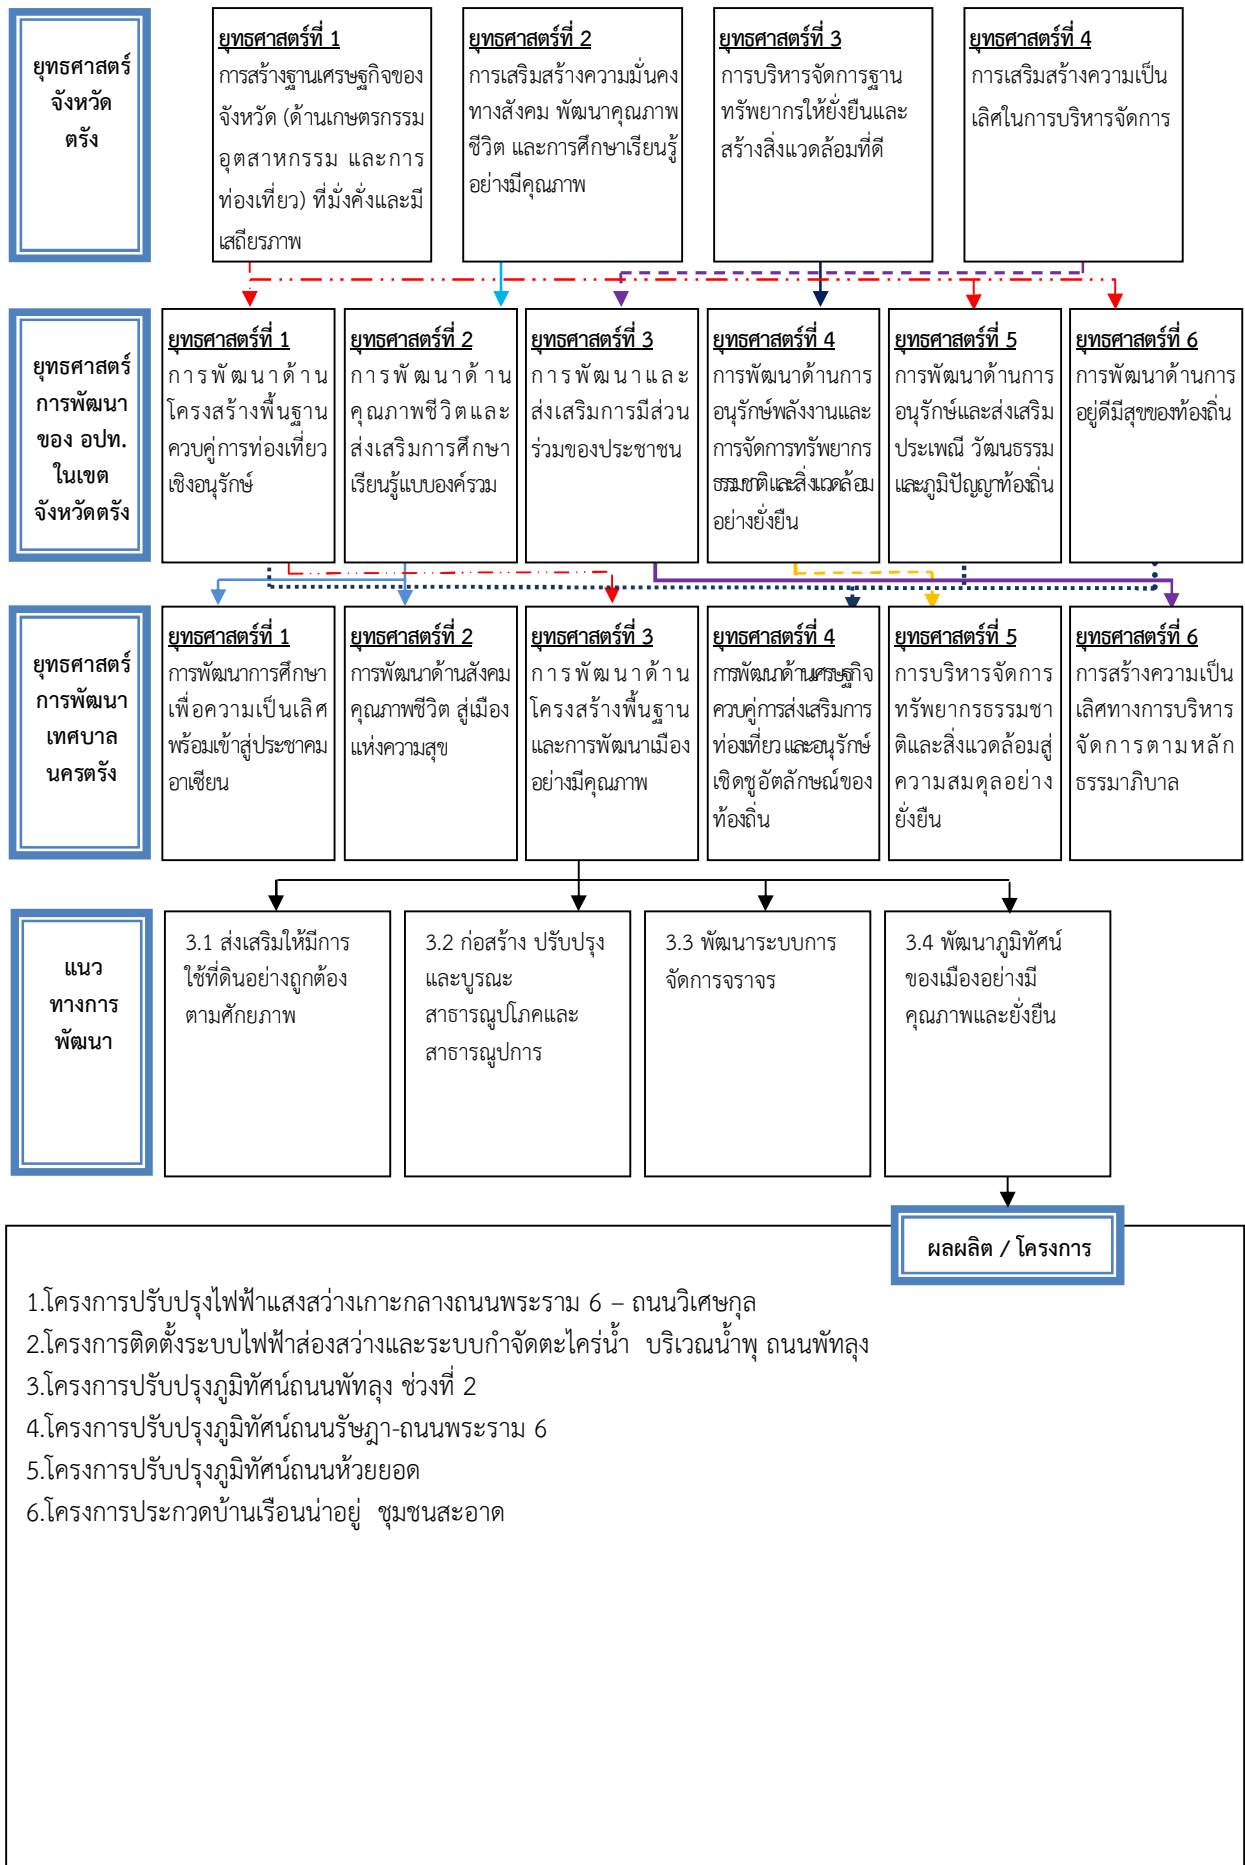 ยุทธศาสตร์
จังหวัด
ตรัง
ยุทธศาสตร์ที่ 1
การสร้างฐานเศรษฐกิจของ
จังหวัด (ด้านเกษตรกรรม
อุตสาหกรรม และการ
ท่องเที่ยว) ที่มั่งคั่งและมี
เสถียรภาพ
ยุทธศาสตร์ที่ 2
การเสริมสร้างความมั่นคง
ทางสังคม พัฒนาคุณภาพ
ชีวิต และการศึกษาเรียนรู้
อย่างมีคุณภาพ
ยุทธศาสตร์ที่ 3
การบริหารจัดการฐาน
ทรัพยากรให้ยั่งยืนและ
สร้างสิ่งแวดล้อมที่ดี
ยุทธศาสตร์ที่ 4
การเสริมสร้างความเป็น
เลิศในการบริหารจัดการ
ยุทธศาสตร์
การพัฒนา
ของ อปท.
ในเขต
จังหวัดตรัง
ยุทธศาสตร์ที่ 1
การพัฒนาด้าน
โครงสร้างพื้นฐาน
ควบคู่การท่องเที่ยว
เชิงอนุรักษ์
ยุทธศาสตร์ที่ 2
การพัฒนาด้าน
คุณภาพชีวิตและ
ส่งเสริมการศึกษา
เรียนรู้แบบองค์รวม
ยุทธศาสตร์ที่ 3
การพัฒนาและ
ส่งเสริมการมีส่วน
ร่วมของประชาชน
ยุทธศาสตร์ที่ 4
การพัฒนาด้านการ
อนุรักษ์พลังงานและ
การจัดการทรัพยากร
ธรรมชาติและสิ่งแวดล้อม
อย่างยั่งยืน
ยุทธศาสตร์ที่ 5
การพัฒนาด้านการ
อนุรักษ์และส่งเสริม
ประเพณี วัฒนธรรม
และภูมิปัญญาท้องถิ่น
ยุทธศาสตร์ที่ 6
การพัฒนาด้านการ
อยู่ดีมีสุขของท้องถิ่น
ยุทธศาสตร์
การพัฒนา
เทศบาล
นครตรัง
ยุทธศาสตร์ที่ 1
การพัฒนาการศึกษา
เพื่อความเป็นเลิศ
พร้อมเข้าสู่ประชาคม
อาเซียน
ยุทธศาสตร์ที่ 2
การพัฒนาด้านสังคม
คุณภาพชีวิต สู่เมือง
แห่งความสุข
ยุทธศาสตร์ที่ 3
การพัฒนาด้าน
โครงสร้างพื้นฐาน
และการพัฒนาเมือง
อย่างมีคุณภาพ
ยุทธศาสตร์ที่ 4
การพัฒนาด้านเศรษฐกิจ
ควบคู่การส่งเสริมการ
ท่องเที่ยว และอนุรักษ์
เชิดชูอัตลักษณ์ของ
ท้องถิ่น
ยุทธศาสตร์ที่ 5
การบริหารจัดการ
ทรัพยากรธรรมชา
ติและสิ่งแวดล้อมสู่
ความสมดุลอย่าง
ยั่งยืน
ยุทธศาสตร์ที่ 6
การสร้างความเป็น
เลิศทางการบริหาร
จัดการตามหลัก
ธรรมาภิบาล
แนว
ทางการ
พัฒนา
3.1 ส่งเสริมให้มีการ
ใช้ที่ดินอย่างถูกต้อง
ตามศักยภาพ
3.2 ก่อสร้าง ปรับปรุง
และบูรณะ
สาธารณูปโภคและ
สาธารณูปการ
3.3 พัฒนาระบบการ
จัดการจราจร
3.4 พัฒนาภูมิทัศน์
ของเมืองอย่างมี
คุณภาพและยั่งยืน
ผลผลิต / โครงการ
1.โครงการปรับปรุงไฟฟ้าแสงสว่างเกาะกลางถนนพระราม 6 – ถนนวิเศษกุล
2.โครงการติดตั้งระบบไฟฟ้าส่องสว่างและระบบกำจัดตะไคร่น้ำ  บริเวณน้ำพุ ถนนพัทลุง
3.โครงการปรับปรุงภูมิทัศน์ถนนพัทลุง ช่วงที่ 2
4.โครงการปรับปรุงภูมิทัศน์ถนนรัษฎา-ถนนพระราม 6
5.โครงการปรับปรุงภูมิทัศน์ถนนห้วยยอด
6.โครงการประกวดบ้านเรือนน่าอยู่  ชุมชนสะอาด